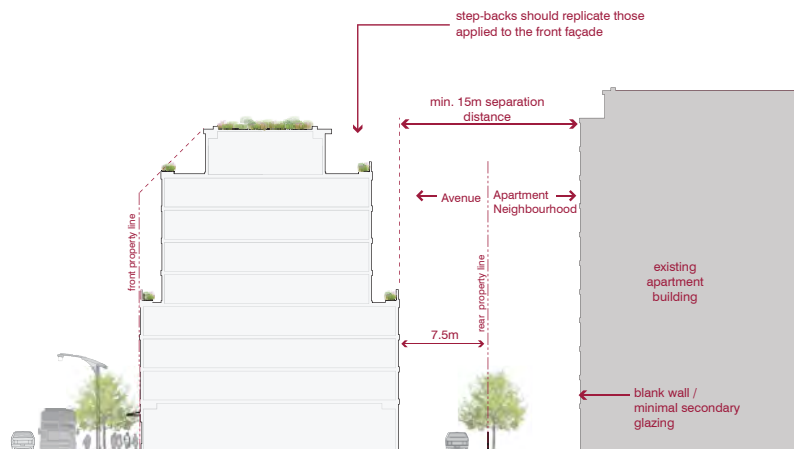 step-backs should replicate those
applied to the front façade
min. 15m separation
distance
Avenue
Apartment
Neighbourhood
front property line
rear property line
existing
apartment
building
7.5m
blank wall /
minimal secondary
glazing